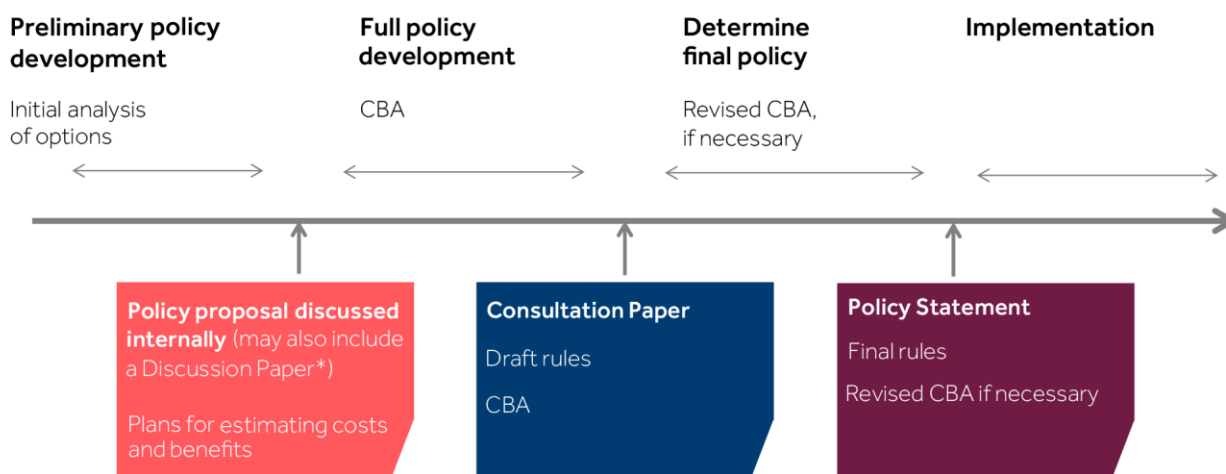 Preliminary policy
development
Initial analysis
of options
Full policy
development
CBA
Determine
final policy
Revised CBA,
if necessary
Implementation
Policy proposal discussed
internally (may also include
a Discussion Paper*)
Plans for estimating costs
and benefits
Consultation Paper
Draft rules
CBA
Policy Statement
Final rules
Revised CBA if necessary